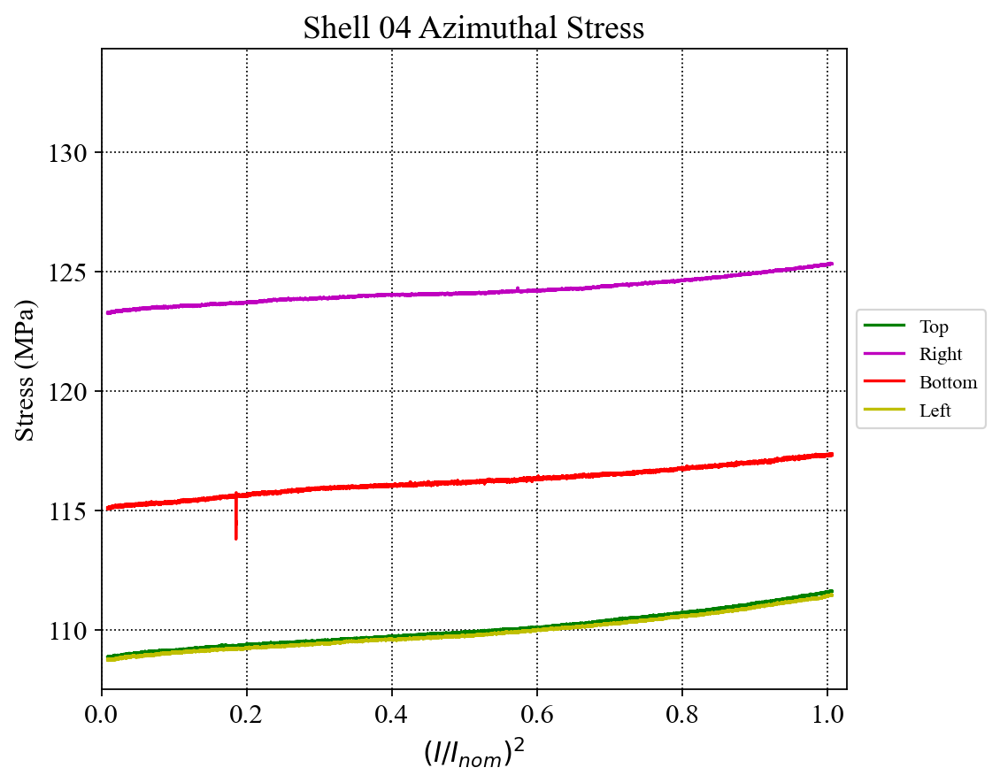 Shell 04 Azimuthal Stress
Stress (MPa)
130
125
120
115
110
0.0 0.2 0.4 0.6 0.8 1.0
(I/I_nom)^2
Top
Right
Bottom
Left